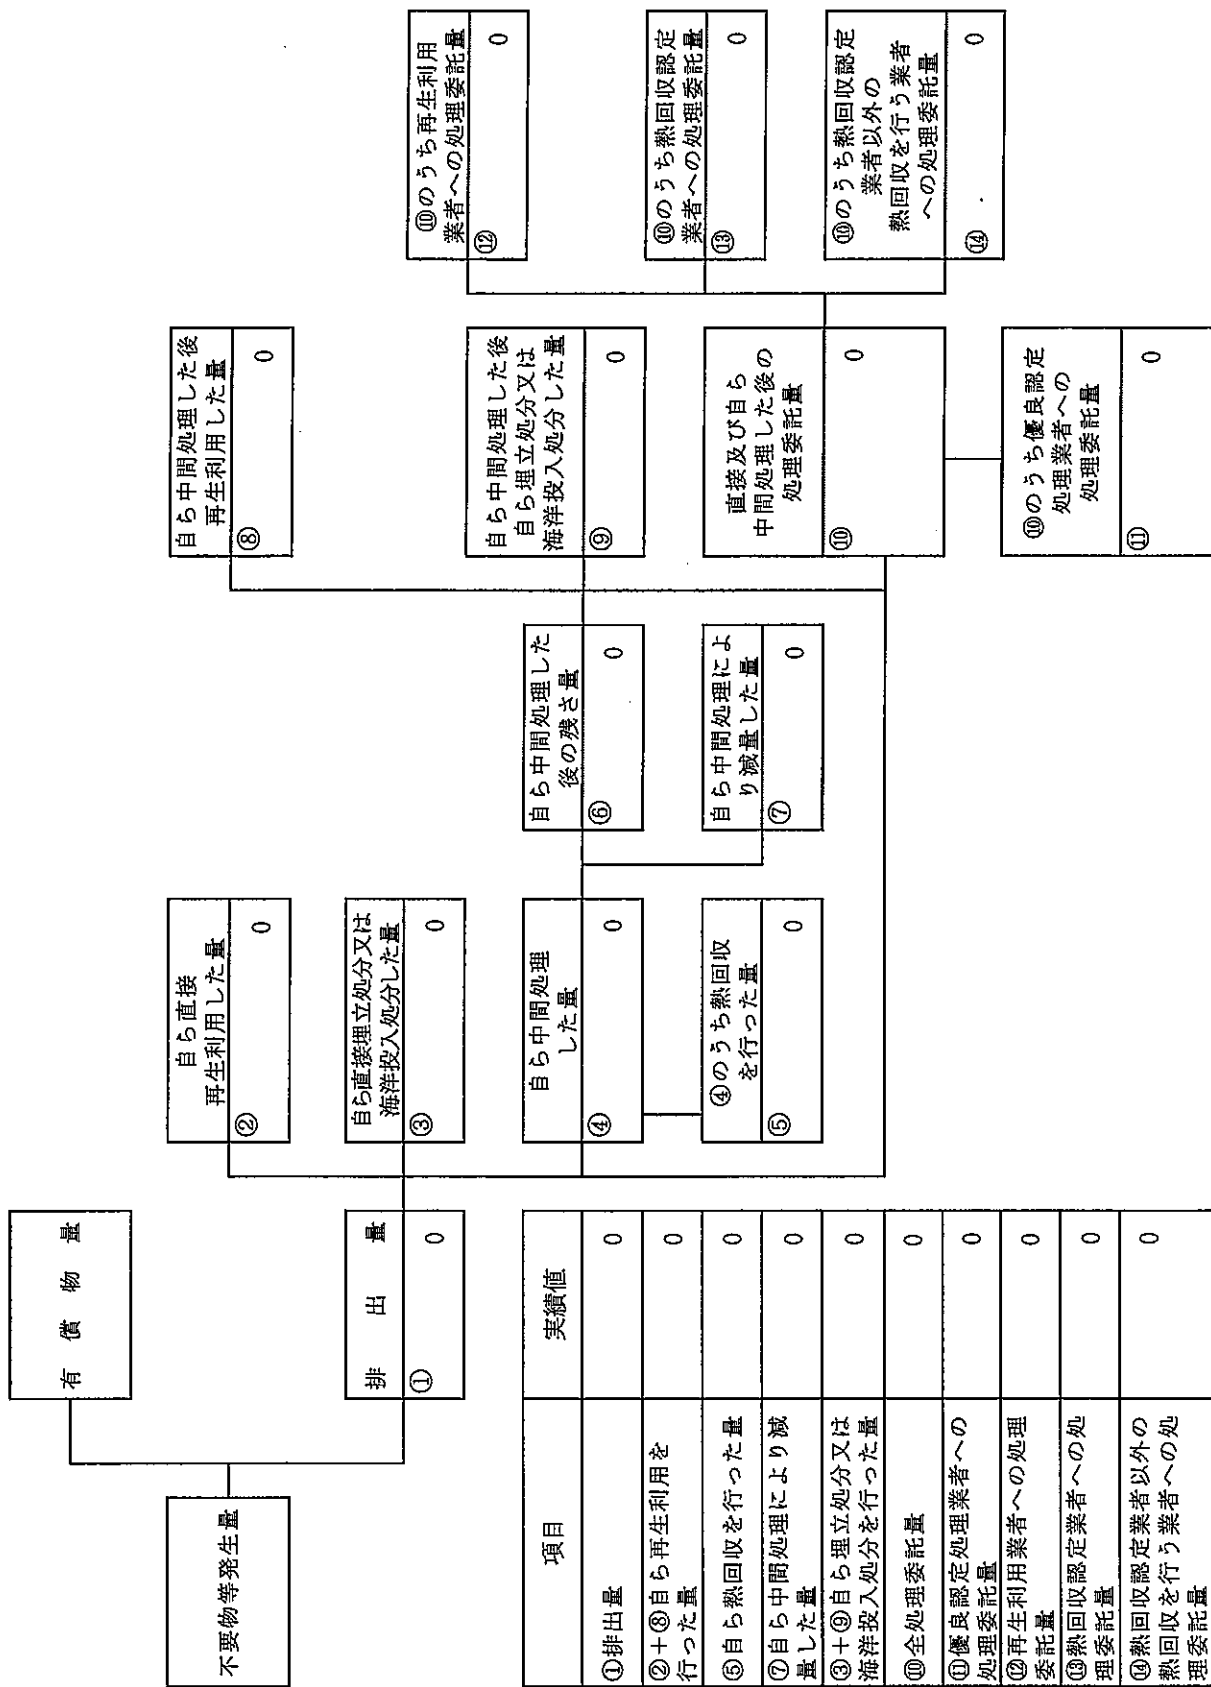 不要物等発生量
有償物量
排出量
①
0
自ら直接
再生利用した量
②
0
自ら直接埋立処分又は
海洋投入処分した量
③
0
自ら中間処理
した量
④
0
④のうち熱回収
を行った量
⑤
0
自ら中間処理した
後の残さ量
⑥
0
自ら中間処理によ
り減量した量
⑦
0
自ら中間処理した後
再生利用した量
⑧
0
自ら中間処理した後
自ら埋立処分又は
海洋投入処分した量
⑨
0
直接及び自ら
中間処理した後の
処理委託量
⑩
0
⑩のうち優良認定
処理業者への
処理委託量
⑪
0
⑩のうち再生利用
業者への処理委託量
⑫
0
⑩のうち熱回収認定
業者への処理委託量
⑬
0
⑩のうち熱回収認定
業者以外の
熱回収を行う業者
への処理委託量
⑭
0
項目 実績値
①排出量 0
②+⑧自ら再生利用を
行った量 0
⑤自ら熱回収を行った量 0
⑦自ら中間処理により減
量した量 0
③+⑨自ら埋立処分又は
海洋投入処分を行った量 0
⑩全処理委託量 0
⑪優良認定処理業者への
処理委託量 0
⑫再生利用業者への処理
委託量 0
⑬熱回収認定業者への処
理委託量 0
⑭熱回収認定業者以外の
熱回収を行う業者への処
理委託量 0